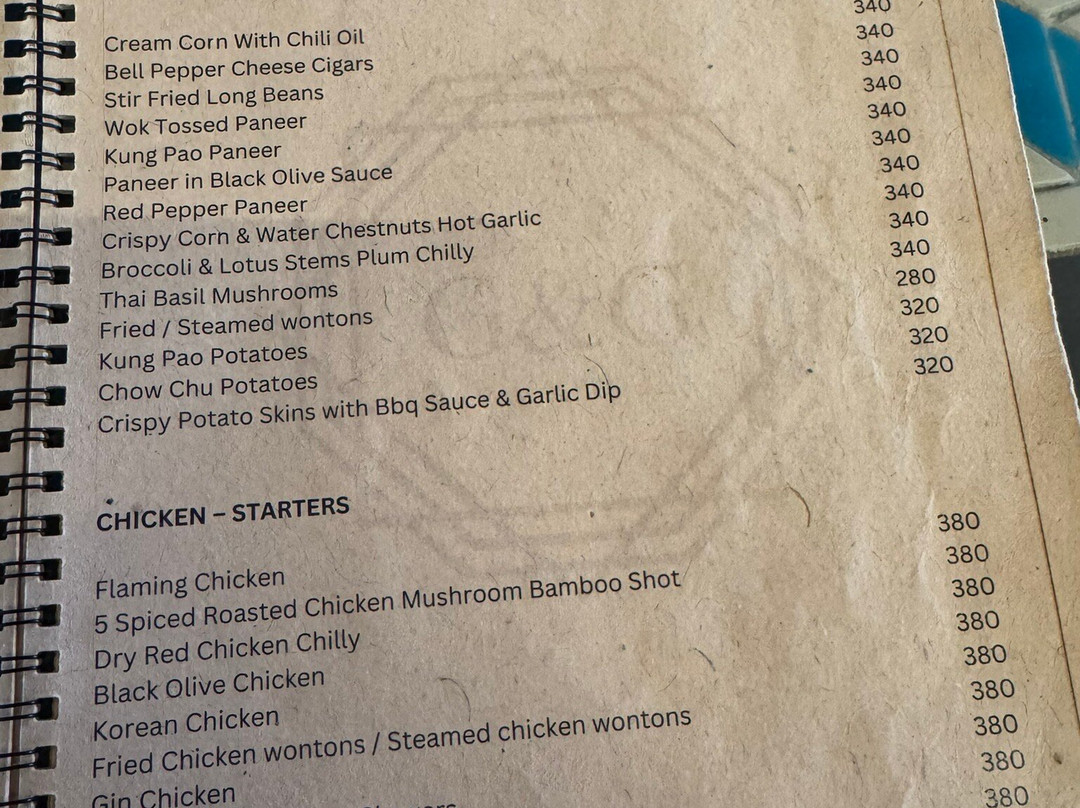 Cream Corn With Chili Oil 340
Bell Pepper Cheese Cigars 340
Stir Fried Long Beans 340
Wok Tossed Paneer 340
Kung Pao Paneer 340
Paneer in Black Olive Sauce 340
Red Pepper Paneer 340
Crispy Corn & Water Chestnuts Hot Garlic 340
Broccoli & Lotus Stems Plum Chilly 340
Thai Basil Mushrooms 340
Fried / Steamed wontons 280
Kung Pao Potatoes 320
Chow Chu Potatoes 320
Crispy Potato Skins with Bbq Sauce & Garlic Dip 320
CHICKEN – STARTERS
Flaming Chicken 380
5 Spiced Roasted Chicken Mushroom Bamboo Shot 380
Dry Red Chicken Chilly 380
Black Olive Chicken 380
Korean Chicken 380
Fried Chicken wontons / Steamed chicken wontons 380
Gin Chicken 380
380
380